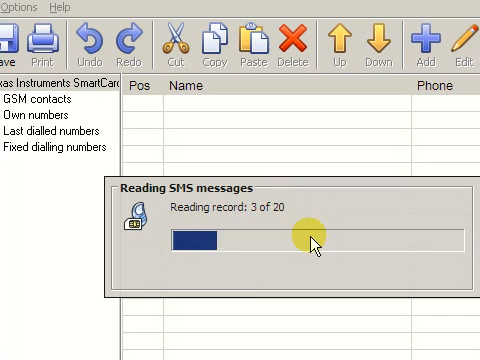 Options Help
ave Print Undo Redo Cut Copy Paste Delete Up Down Add Edit
xas Instruments SmartCard Pos Name Phone
GSM contacts
Own numbers
Last dialled numbers
Fixed dialling numbers
Reading SMS messages
Reading record: 3 of 20